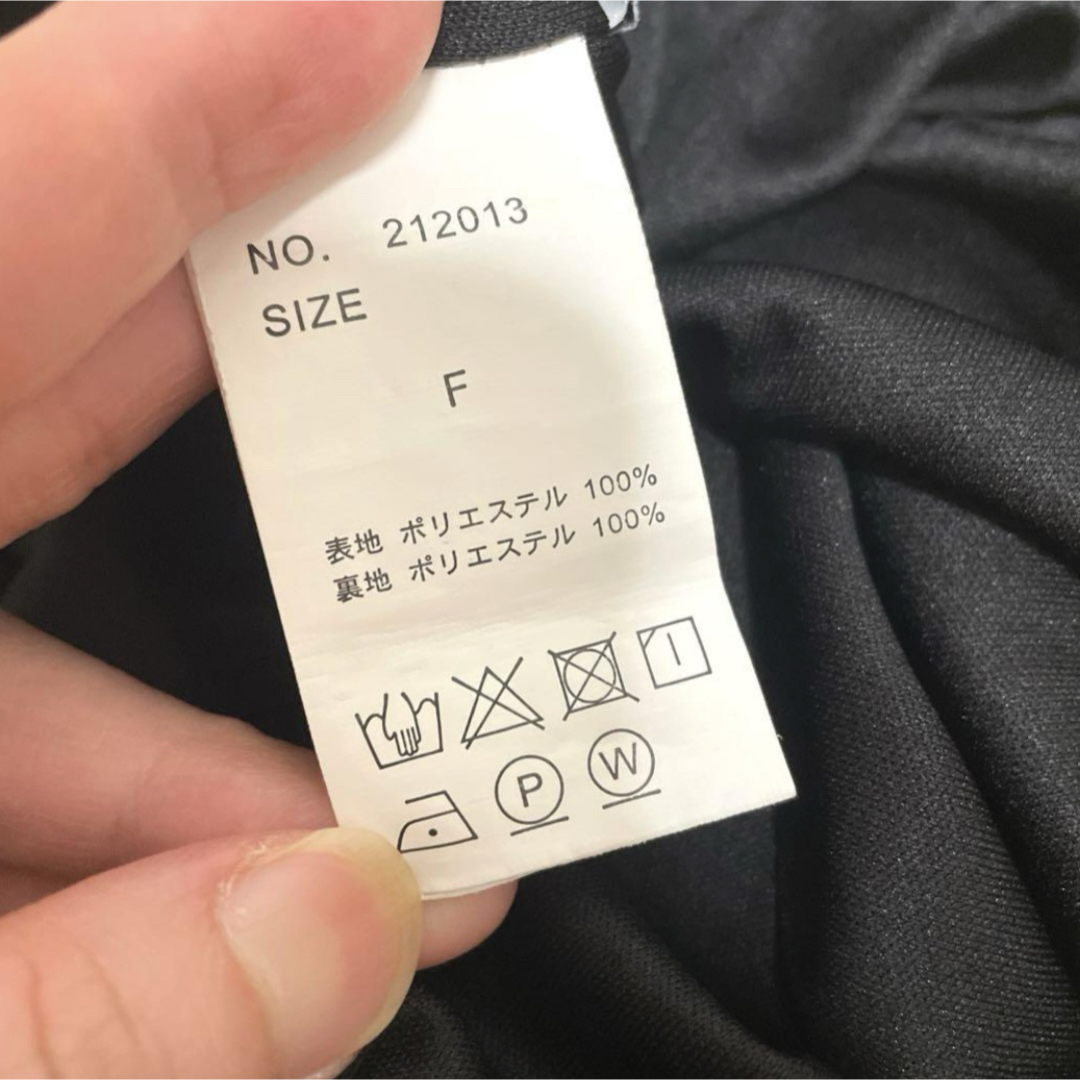 NO. 212013
SIZE
F
表地 ポリエステル 100%
裏地 ポリエステル 100%
P W